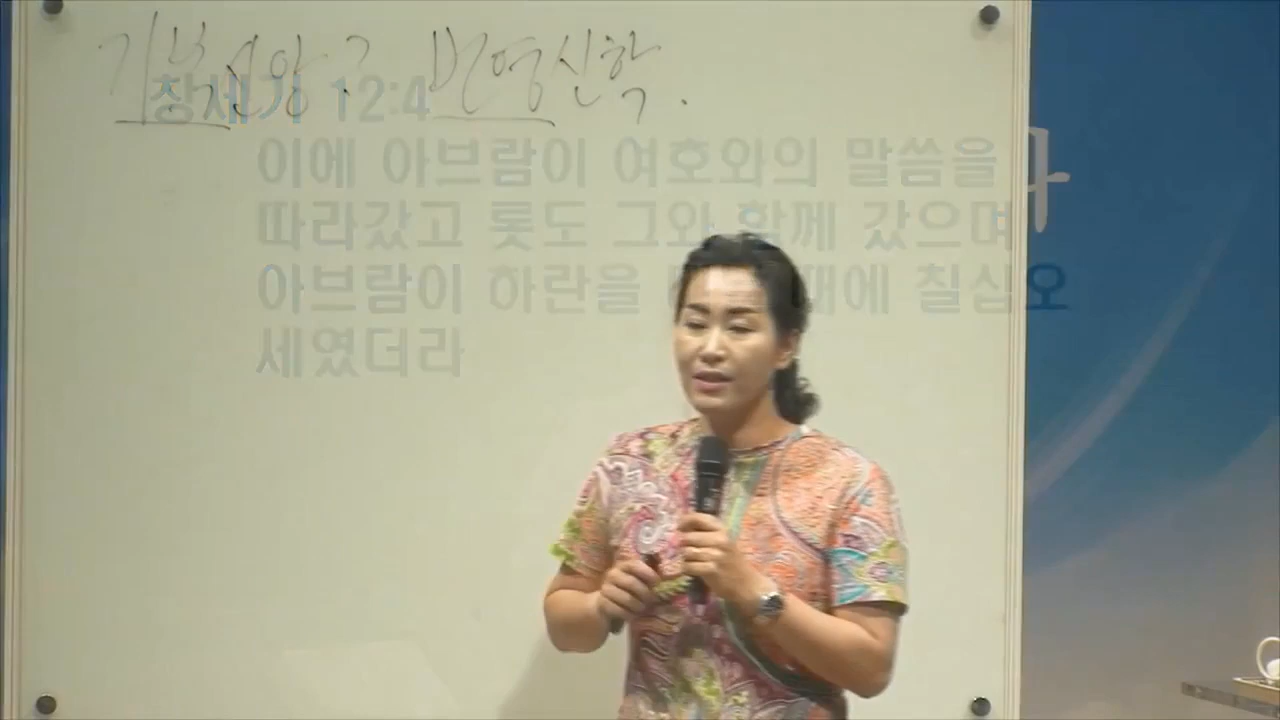 기복신앙? 번영신학.
창세기 12:4
이에 아브람이 여호와의 말씀을
따라갔고 롯도 그와 함께 갔으며
아브람이 하란을 때에 칠십오
세였더라